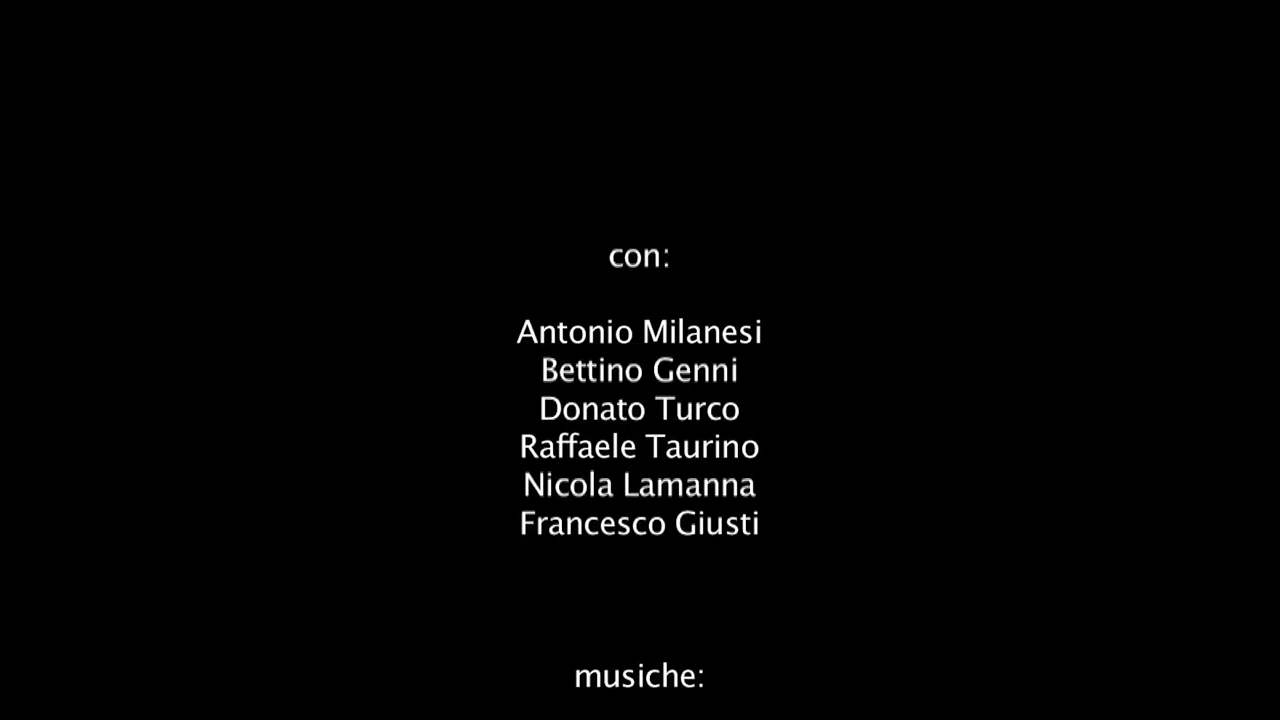 con:
Antonio Milanesi
Bettino Genni
Donato Turco
Raffaele Taurino
Nicola Lamanna
Francesco Giusti
musiche: